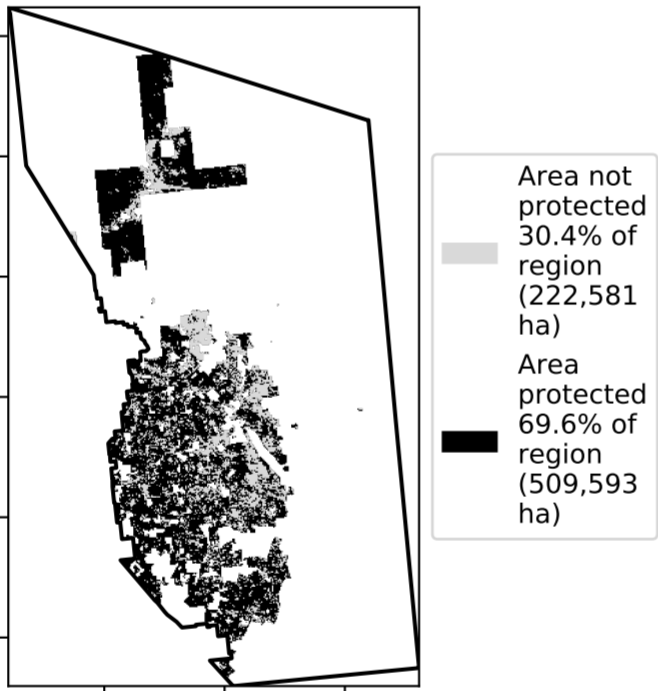 Area not
protected
30.4% of
region
(222,581
ha)
Area
protected
69.6% of
region
(509,593
ha)